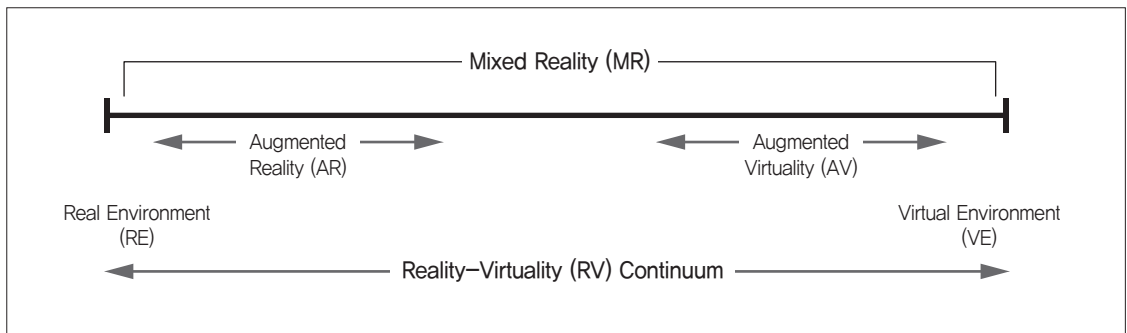 Mixed Reality (MR)
Augmented
Reality (AR)
Augmented
Virtuality (AV)
Real Environment
(RE)
Virtual Environment
(VE)
Reality-Virtuality (RV) Continuum